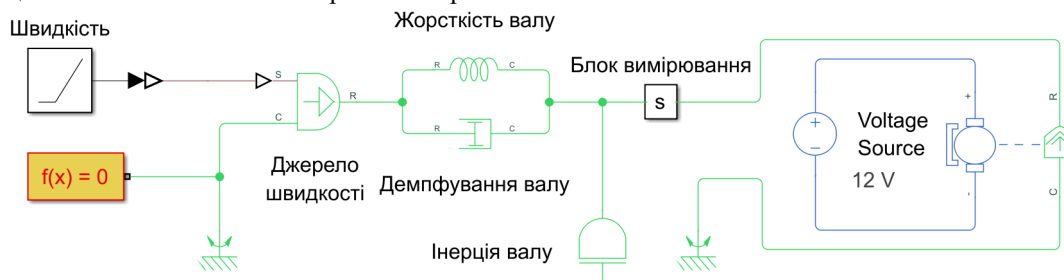 Швидкість
S
C
R
f(x) = 0
Джерело
швидкості
Жорсткість валу
R
C
R
C
Демпфування валу
Блок вимірювання
S
Інерція валу
+
−
Voltage
Source
12 V
+
-
R
C